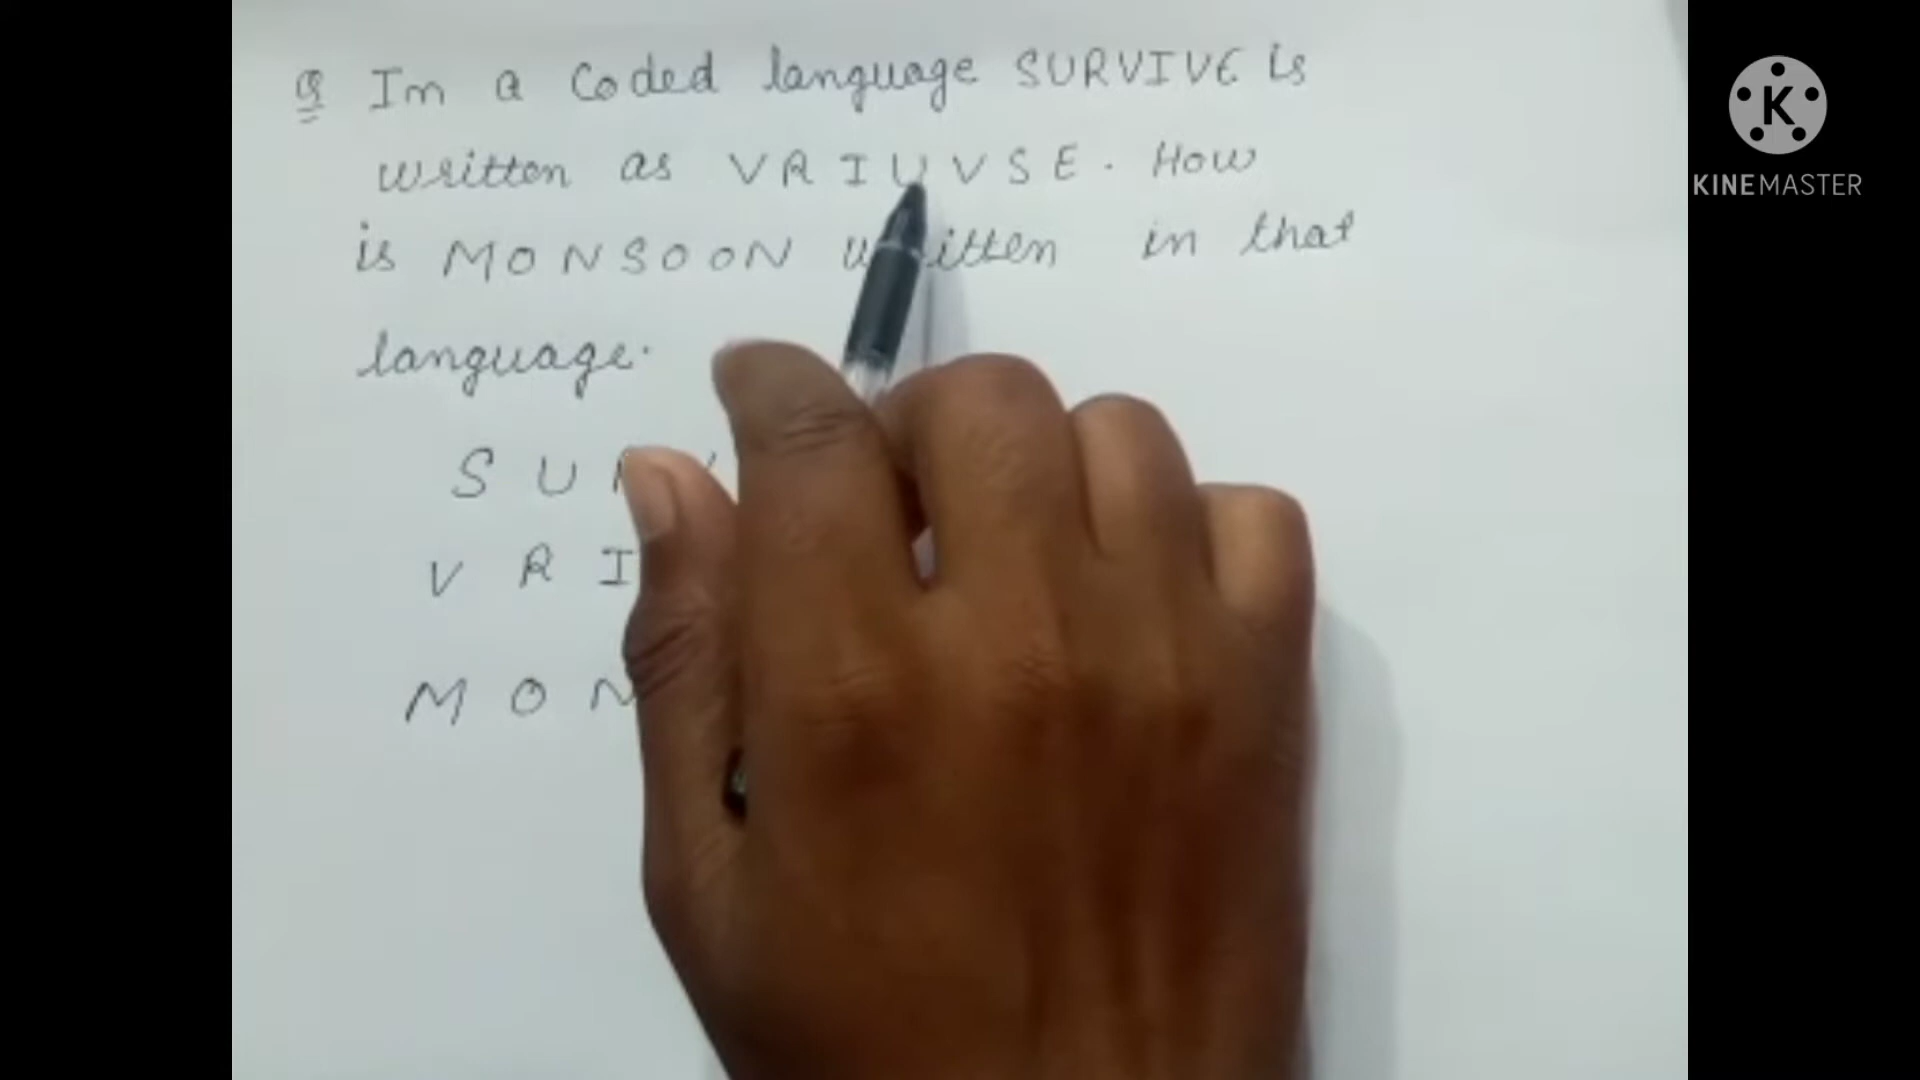 Q In a Coded language SURVIVE is
written as VRIUVSE. How
is MONSOON written in that
language.
S U
V R I
M O N
K
KINEMASTER